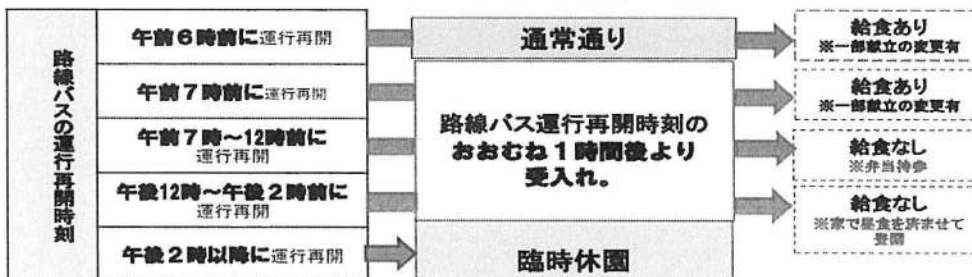 路線バスの運行再開時刻
午前6時前に運行再開
通常通り
給食あり
※一部献立の変更有
午前7時前に運行再開
路線バス運行再開時刻の
おおむね1時間後より
受入れ。
給食あり
※一部献立の変更有
午前7時～12時前に
運行再開
給食なし
※弁当持参
午後12時～午後2時前に
運行再開
給食なし
※家で昼食を済ませて
登園
午後2時以降に運行再開
臨時休園